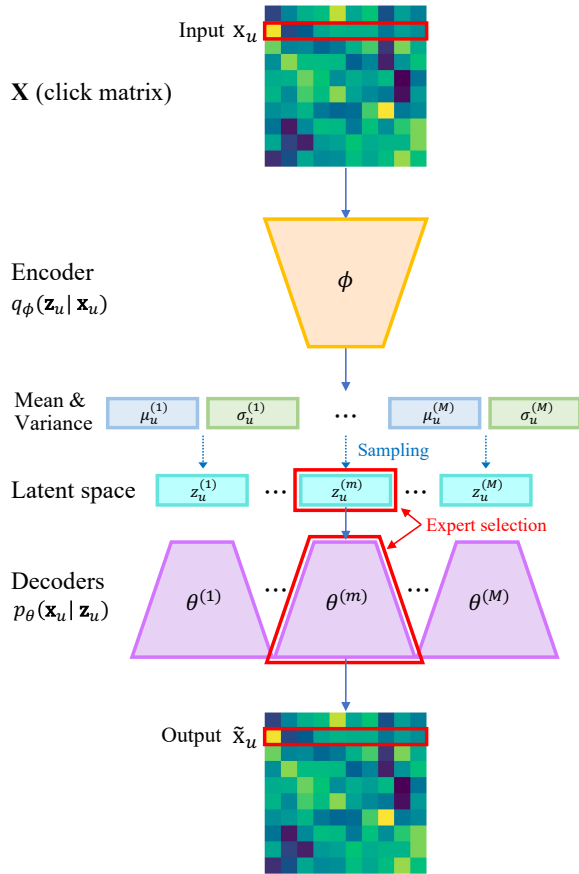 Input x_u
X (click matrix)
Encoder
q_ϕ(z_u| x_u)
ϕ
Mean &
Variance
μ_u^(1) σ_u^(1) ... μ_u^(M) σ_u^(M)
Sampling
Latent space
z_u^(1) ... z_u^(m) ... z_u^(M)
Expert selection
Decoders
p_θ(x_u| z_u)
θ^(1) ... θ^(m) ... θ^(M)
Output x̃_u